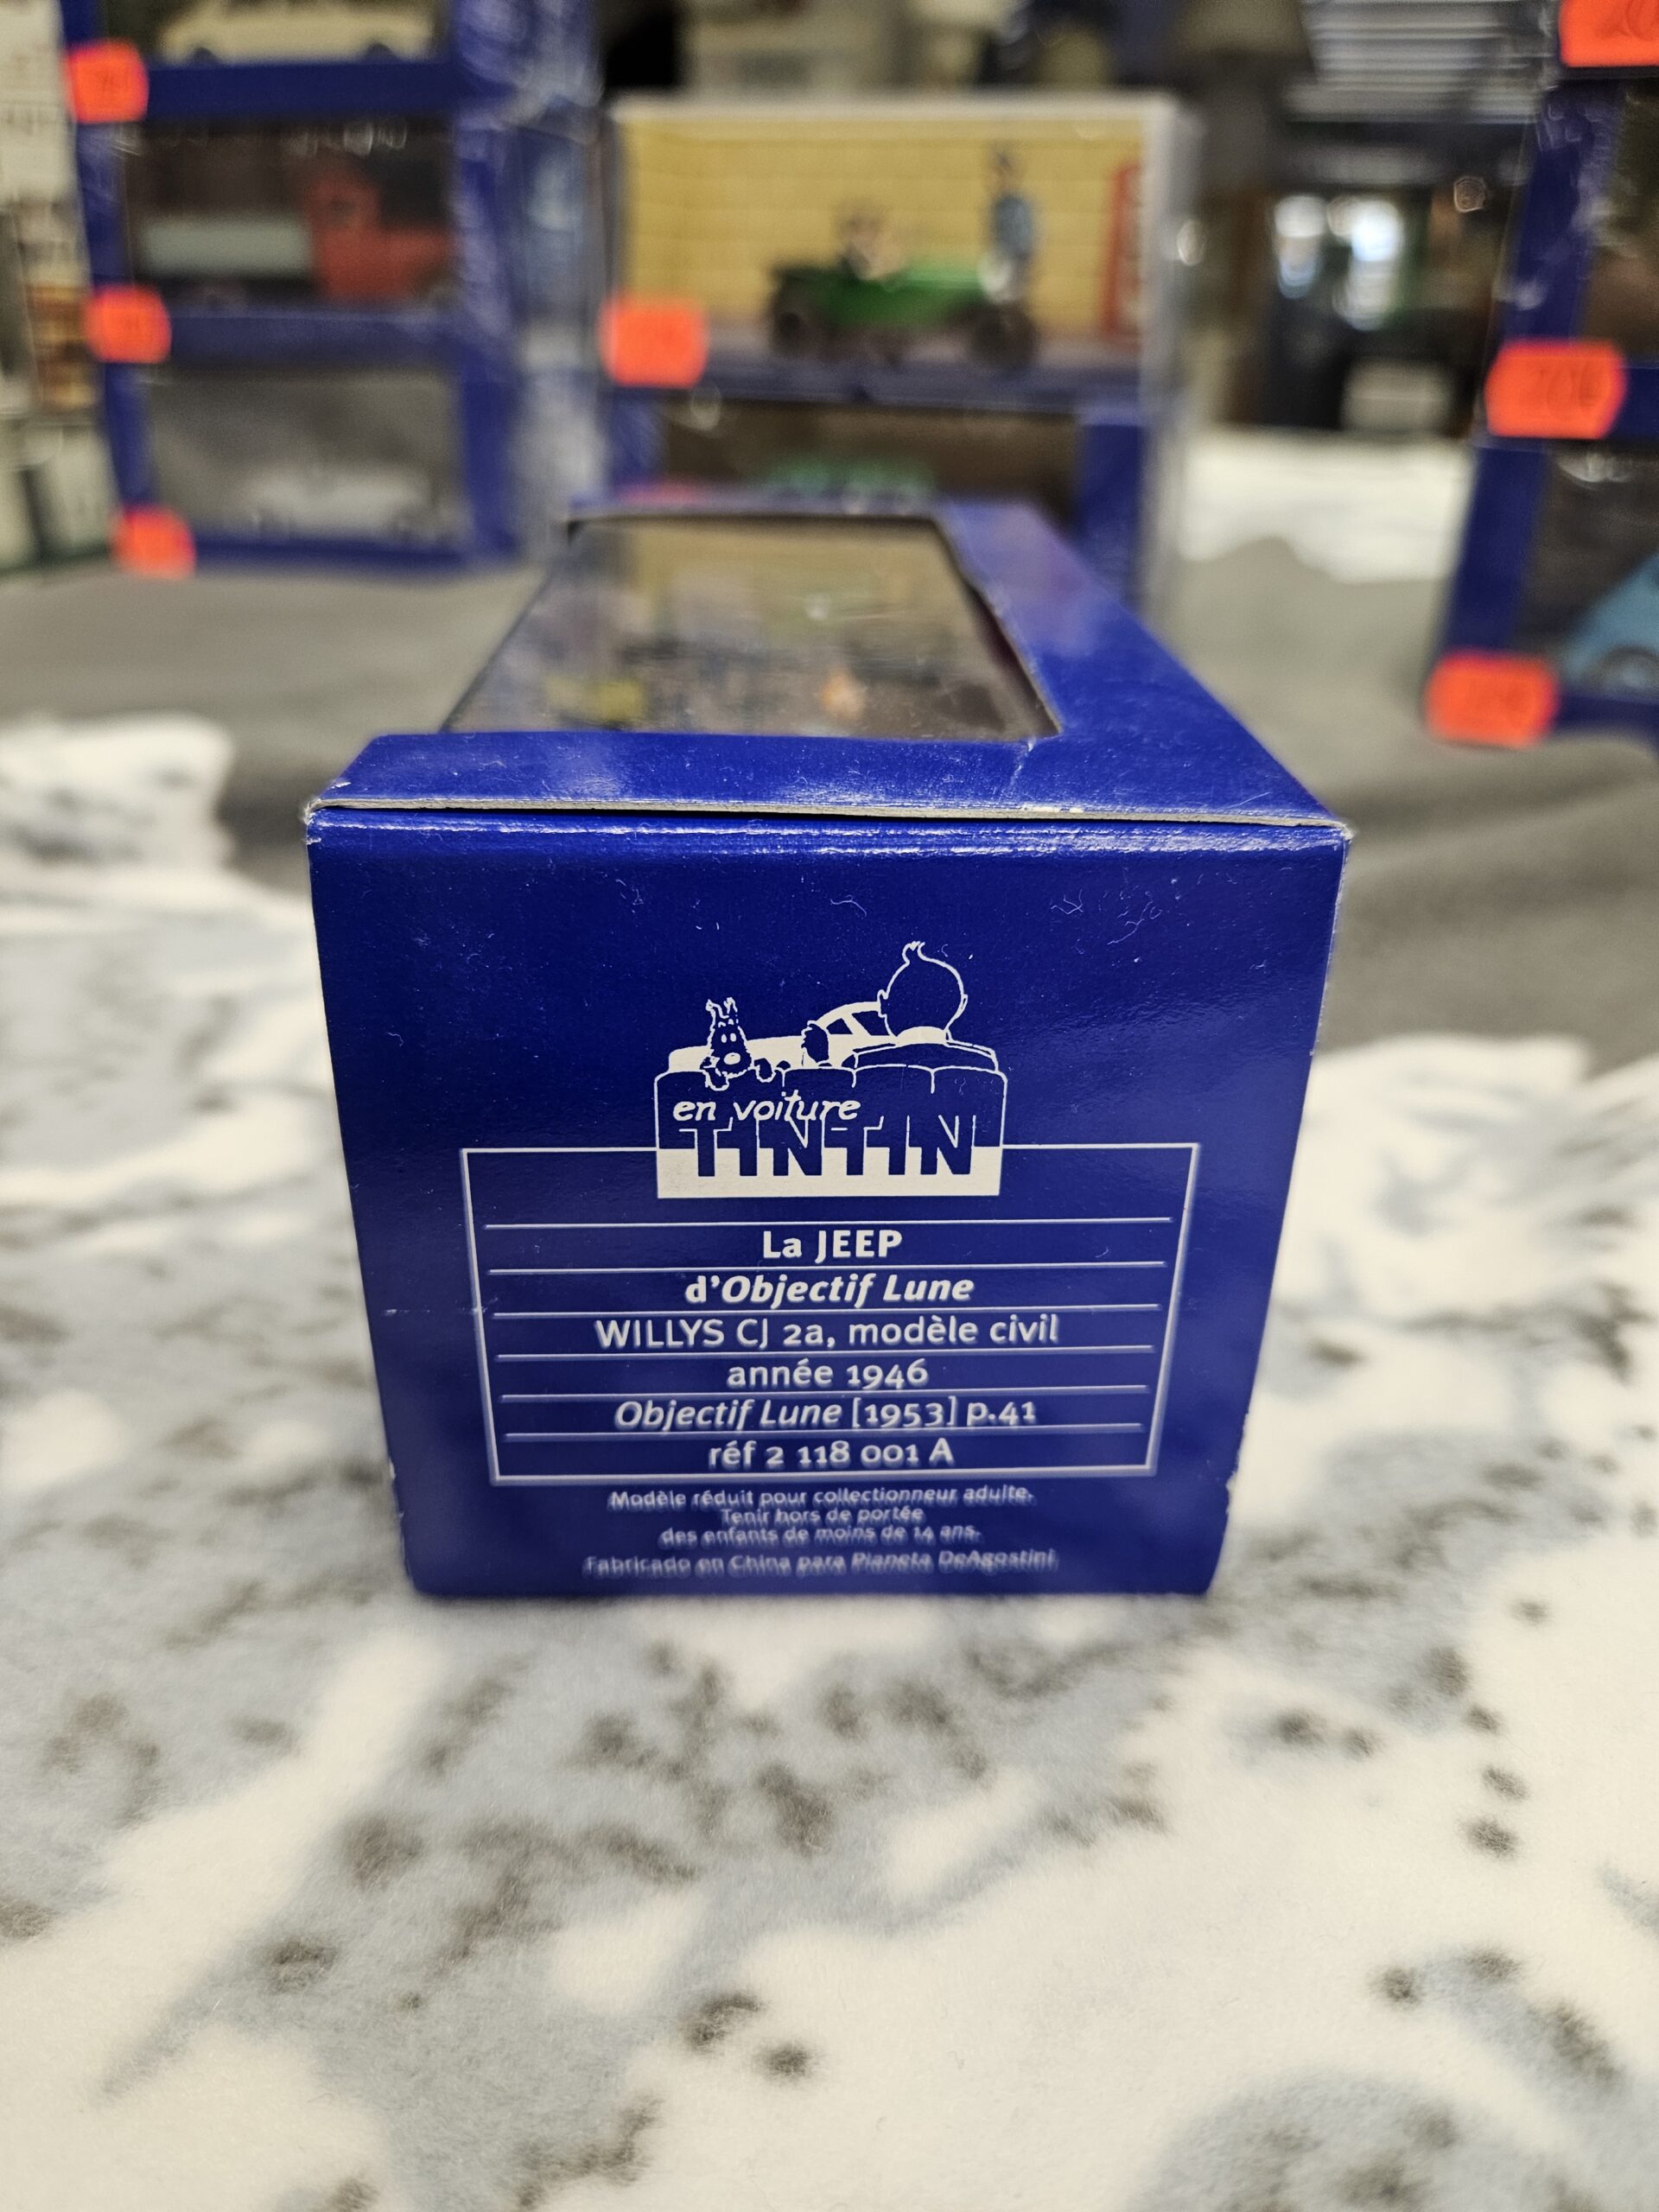 en voiture
TINTIN
La JEEP
d'Objectif Lune
WILLYS CJ 2a, modèle civil
année 1946
Objectif Lune [1953] p.41
réf 2 118 001 A
Modèle réduit pour collectionneur adulte.
Tenir hors de portée
des enfants de moins de 14 ans.
Fabricado en China para Planeta DeAgostini